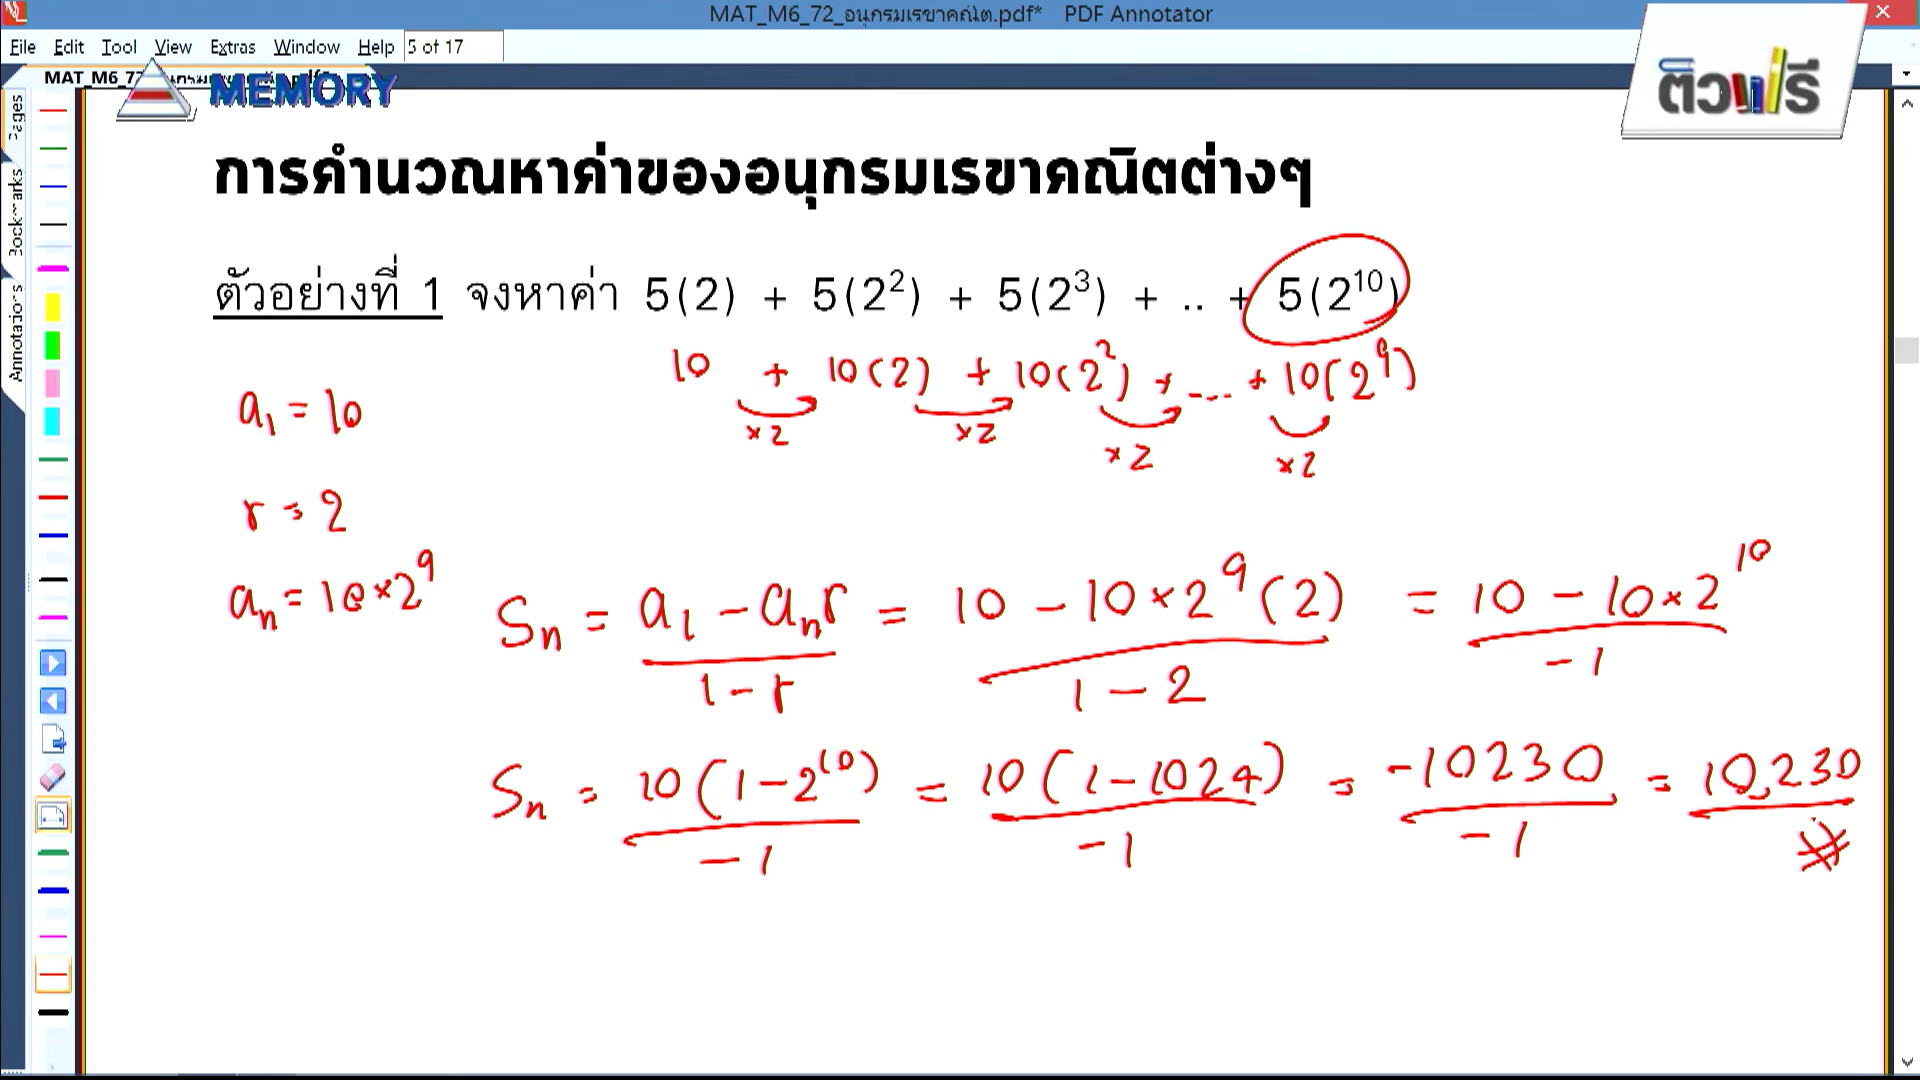 MAT_M6_72_อนุกรมเรขาคณิต.pdf* PDF Annotator
File Edit Tool View Extras Window Help 5 of 17
MEMORY
ติวฟรี
Pages
Bookmarks
Annotations
การคำนวณหาค่าของอนุกรมเรขาคณิตต่างๆ
ตัวอย่างที่ 1 จงหาค่า 5(2) + 5(2²) + 5(2³) + .. + 5(2¹⁰)
10 + 10(2) + 10(2²) + ... + 10(2⁹)
×2 ×2 ×2 ×2
a₁ = 10
r = 2
aₙ = 10×2⁹
Sₙ = a₁ - aₙr / 1 - r = 10 - 10×2⁹(2) / 1 - 2 = 10 - 10×2¹⁰ / -1
Sₙ = 10(1 - 2¹⁰) / -1 = 10(1 - 1024) / -1 = -10230 / -1 = 10,230